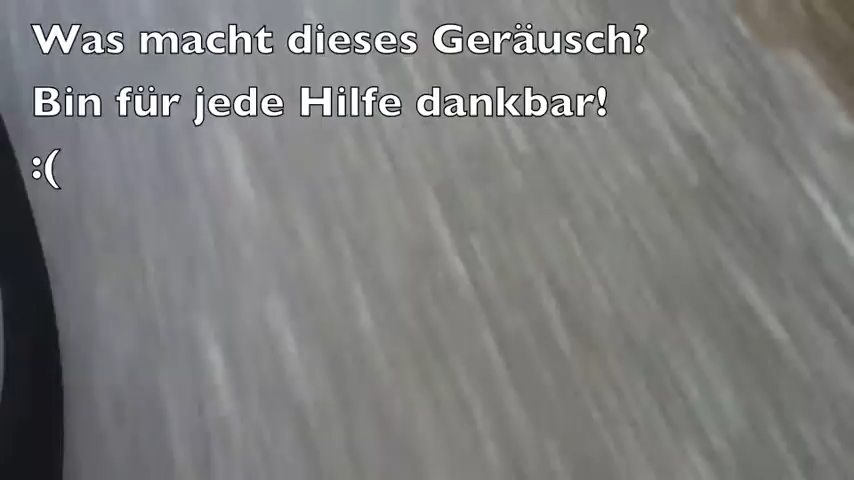 Was macht dieses Geräusch?
Bin für jede Hilfe dankbar!
:(